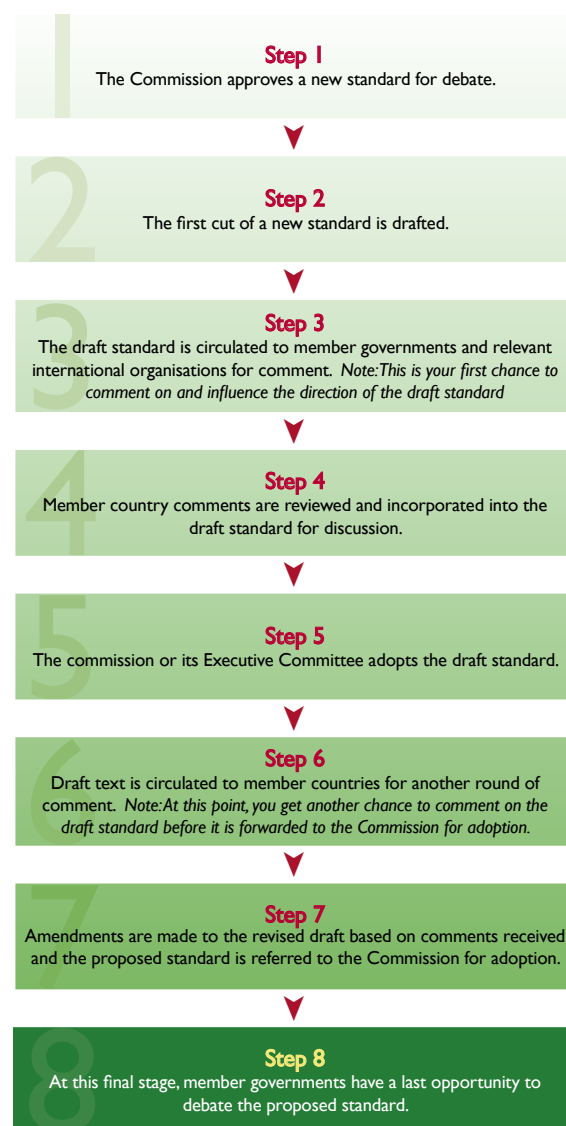 1
Step 1
The Commission approves a new standard for debate.
2
Step 2
The first cut of a new standard is drafted.
3
Step 3
The draft standard is circulated to member governments and relevant
international organisations for comment. Note:This is your first chance to
comment on and influence the direction of the draft standard
4
Step 4
Member country comments are reviewed and incorporated into the
draft standard for discussion.
5
Step 5
The commission or its Executive Committee adopts the draft standard.
6
Step 6
Draft text is circulated to member countries for another round of
comment. Note:At this point, you get another chance to comment on the
draft standard before it is forwarded to the Commission for adoption.
7
Step 7
Amendments are made to the revised draft based on comments received
and the proposed standard is referred to the Commission for adoption.
8
Step 8
At this final stage, member governments have a last opportunity to
debate the proposed standard.